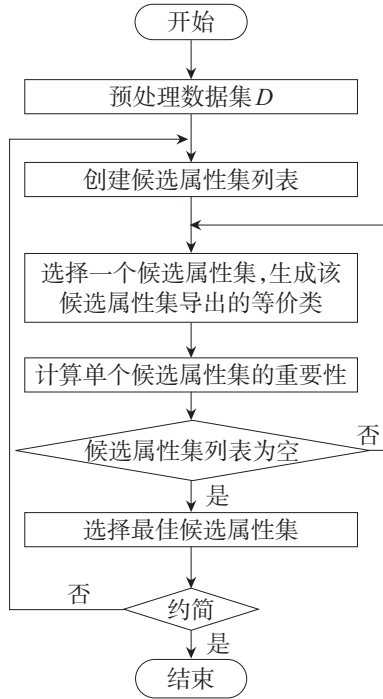 开始
预处理数据集D
创建候选属性集列表
选择一个候选属性集,生成该
候选属性集导出的等价类
计算单个候选属性集的重要性
候选属性集列表为空
否
是
选择最佳候选属性集
否
约简
是
结束